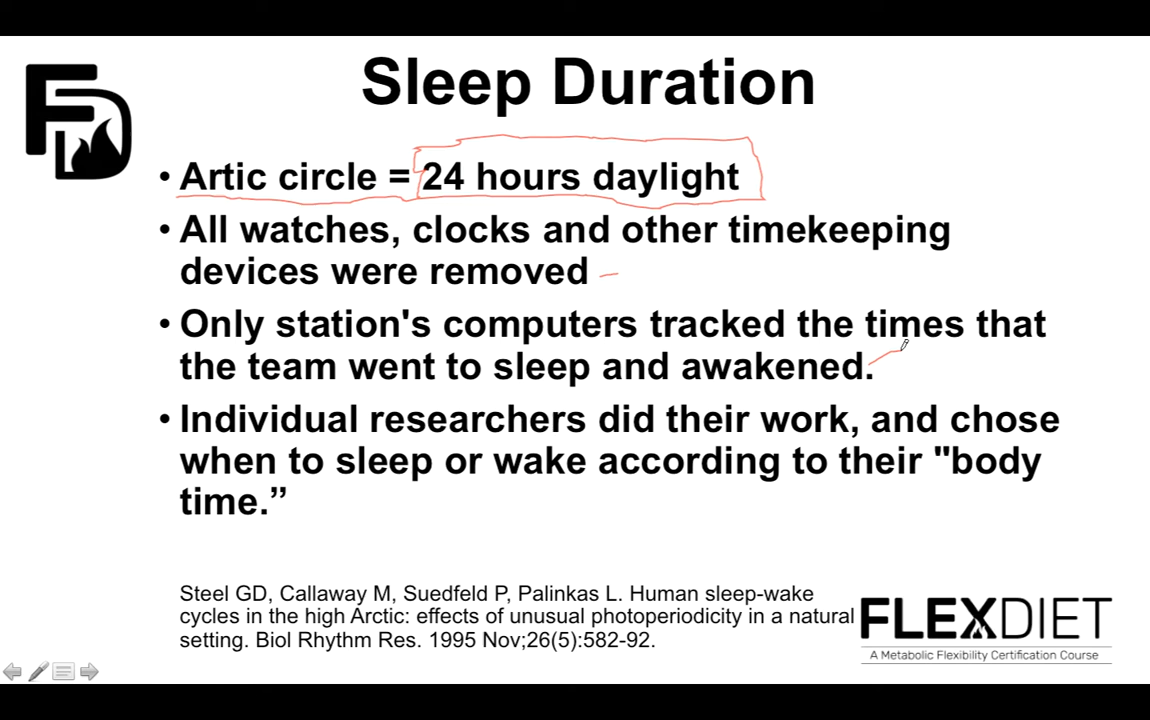 FD
Sleep Duration
• Artic circle = 24 hours daylight
• All watches, clocks and other timekeeping
devices were removed
• Only station's computers tracked the times that
the team went to sleep and awakened.
• Individual researchers did their work, and chose
when to sleep or wake according to their "body
time.”
Steel GD, Callaway M, Suedfeld P, Palinkas L. Human sleep-wake
cycles in the high Arctic: effects of unusual photoperiodicity in a natural
setting. Biol Rhythm Res. 1995 Nov;26(5):582-92.
FLEXDIET
A Metabolic Flexibility Certification Course